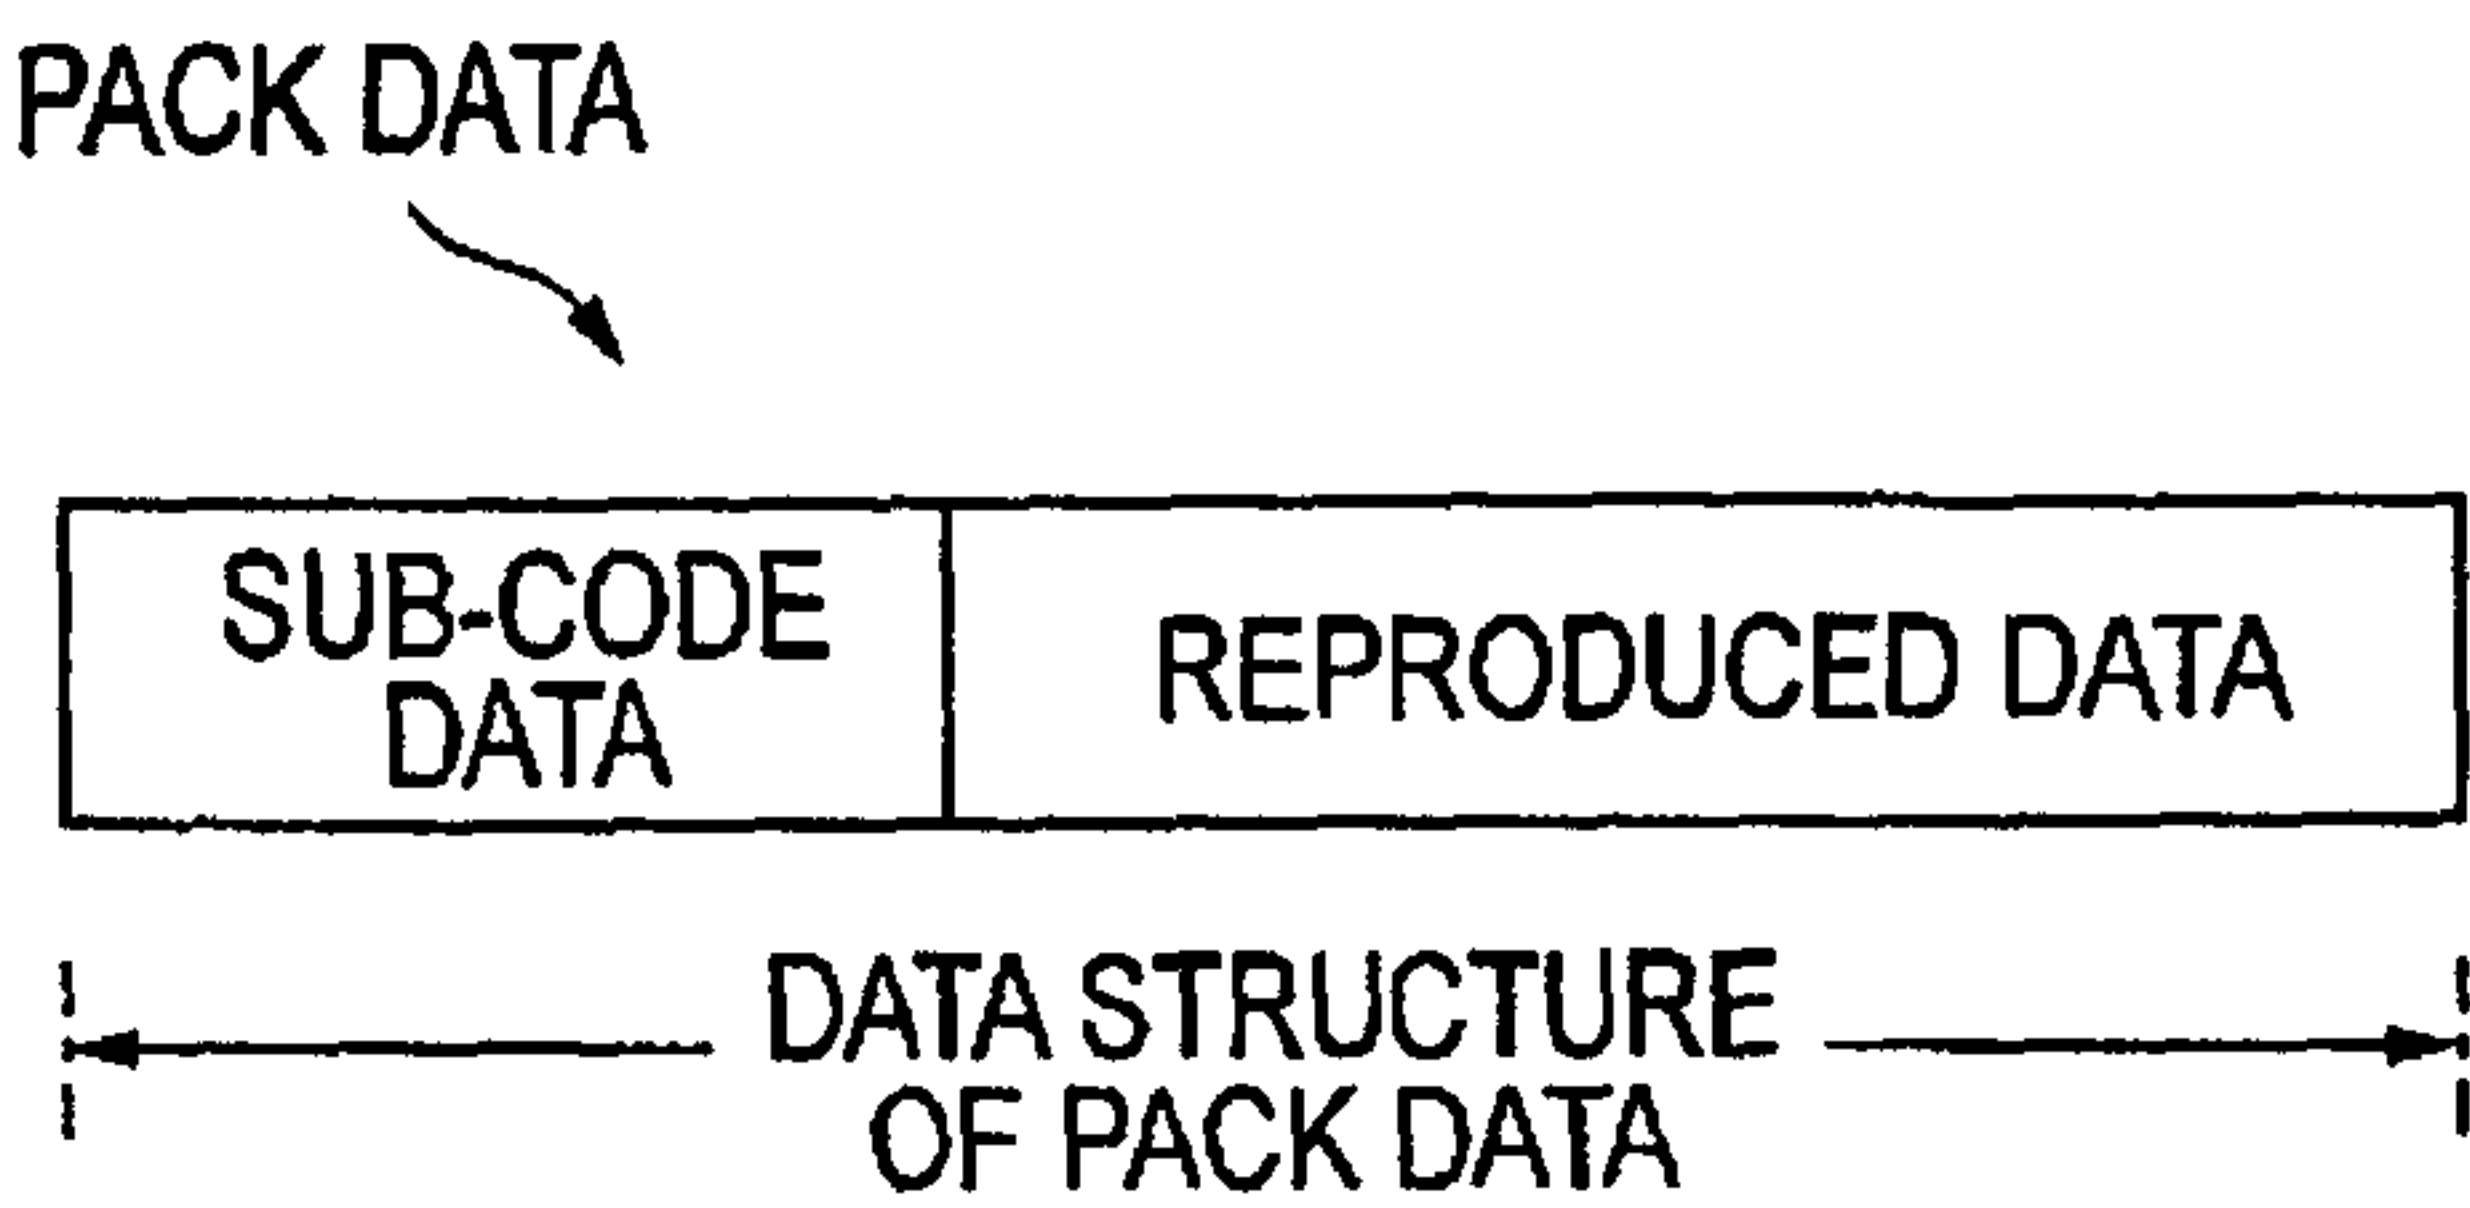 PACK DATA
SUB-CODE
DATA
REPRODUCED DATA
DATA STRUCTURE
OF PACK DATA